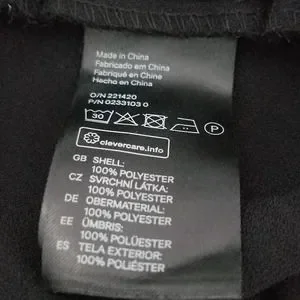 Made in China
Fabricado em China
Fabriqué en Chine
Hecho en China
O/N 221420
P/N 0233103 0
30 P
clevercare.info
GB SHELL:
100% POLYESTER
CZ SVRCHNÍ LÁTKA:
100% POLYESTER
DE OBERMATERIAL:
100% POLYESTER
EE ÜMBRIS:
100% POLÜESTER
ES TELA EXTERIOR:
100% POLIÉSTER